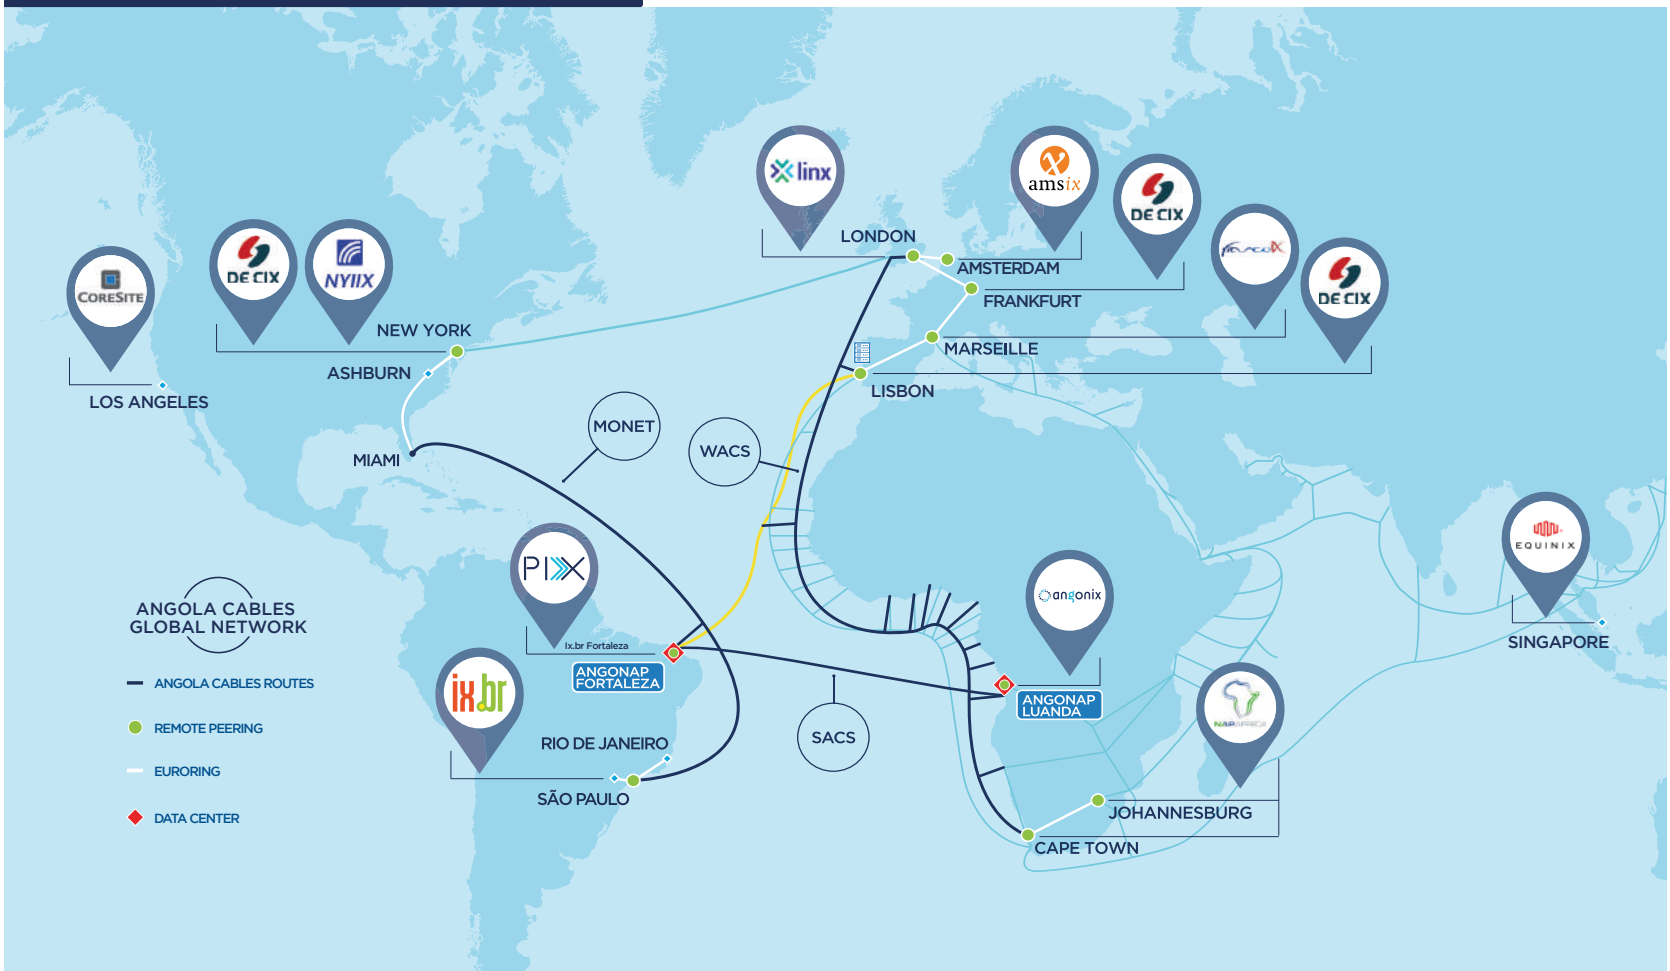 linx
amsix
DE CIX
DE CIX
NYIIX
CORESITE
DE CIX
LONDON
AMSTERDAM
FRANKFURT
NEW YORK
MARSEILLE
ASHBURN
LISBON
LOS ANGELES
MONET
WACS
MIAMI
EQUINIX
PIX
angonix
ANGOLA CABLES
GLOBAL NETWORK
SINGAPORE
Ix.br Fortaleza
ANGONAP
FORTALEZA
ANGOLA CABLES ROUTES
ix.br
ANGONAP
LUANDA
NAPAFRICA
REMOTE PEERING
SACS
RIO DE JANEIRO
EURORING
SÃO PAULO
JOHANNESBURG
DATA CENTER
CAPE TOWN